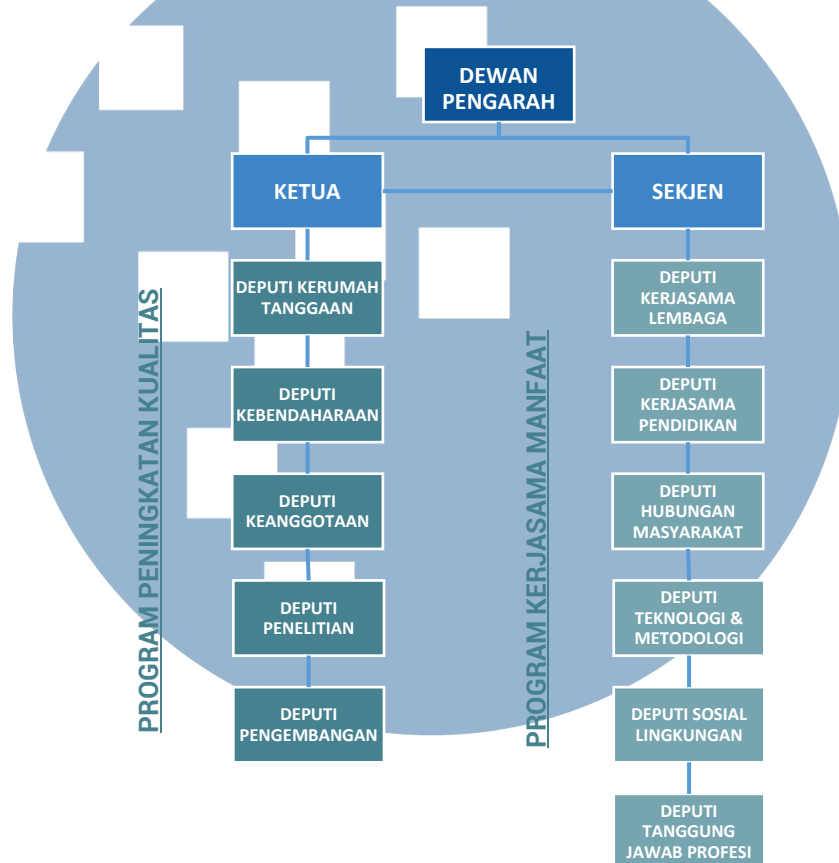 DEWAN
PENGARAH
KETUA
SEKJEN
PROGRAM PENINGKATAN KUALITAS
DEPUTI KERUMAH
TANGGAAN
DEPUTI
KEBENDAHARAAN
DEPUTI
KEANGGOTAAN
DEPUTI
PENELITIAN
DEPUTI
PENGEMBANGAN
PROGRAM KERJASAMA MANFAAT
DEPUTI
KERJASAMA
LEMBAGA
DEPUTI
KERJASAMA
PENDIDIKAN
DEPUTI
HUBUNGAN
MASYARAKAT
DEPUTI
TEKNOLOGI &
METODOLOGI
DEPUTI SOSIAL
LINGKUNGAN
DEPUTI
TANGGUNG
JAWAB PROFESI